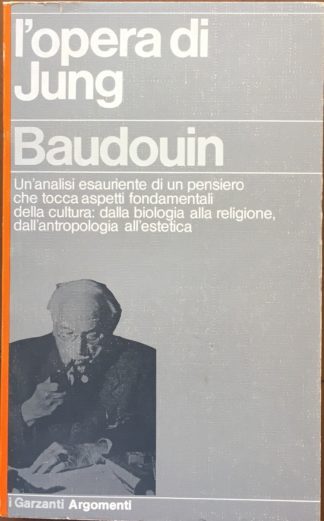 l'opera di
Jung
Baudouin
Un'analisi esauriente di un pensiero
che tocca aspetti fondamentali
della cultura: dalla biologia alla religione,
dall'antropologia all'estetica
i Garzanti Argomenti